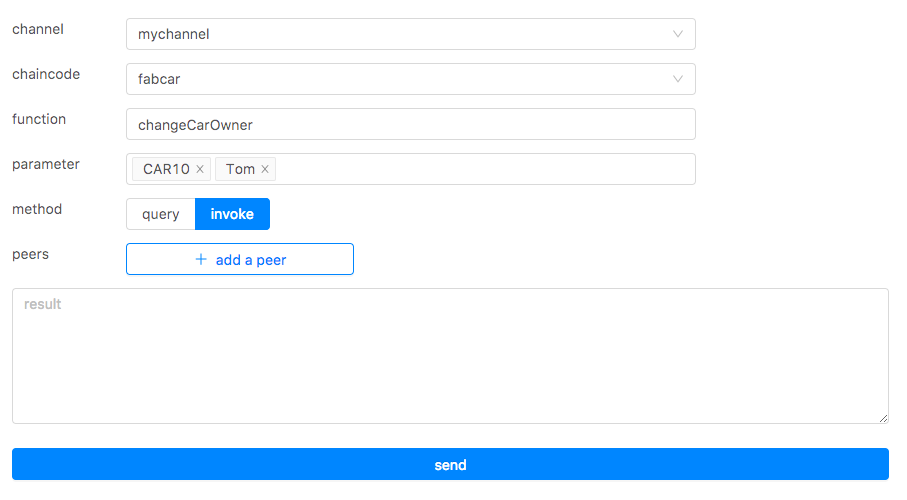 channel mychannel
chaincode fabcar
function changeCarOwner
parameter CAR10 × Tom ×
method query invoke
peers + add a peer
result
send